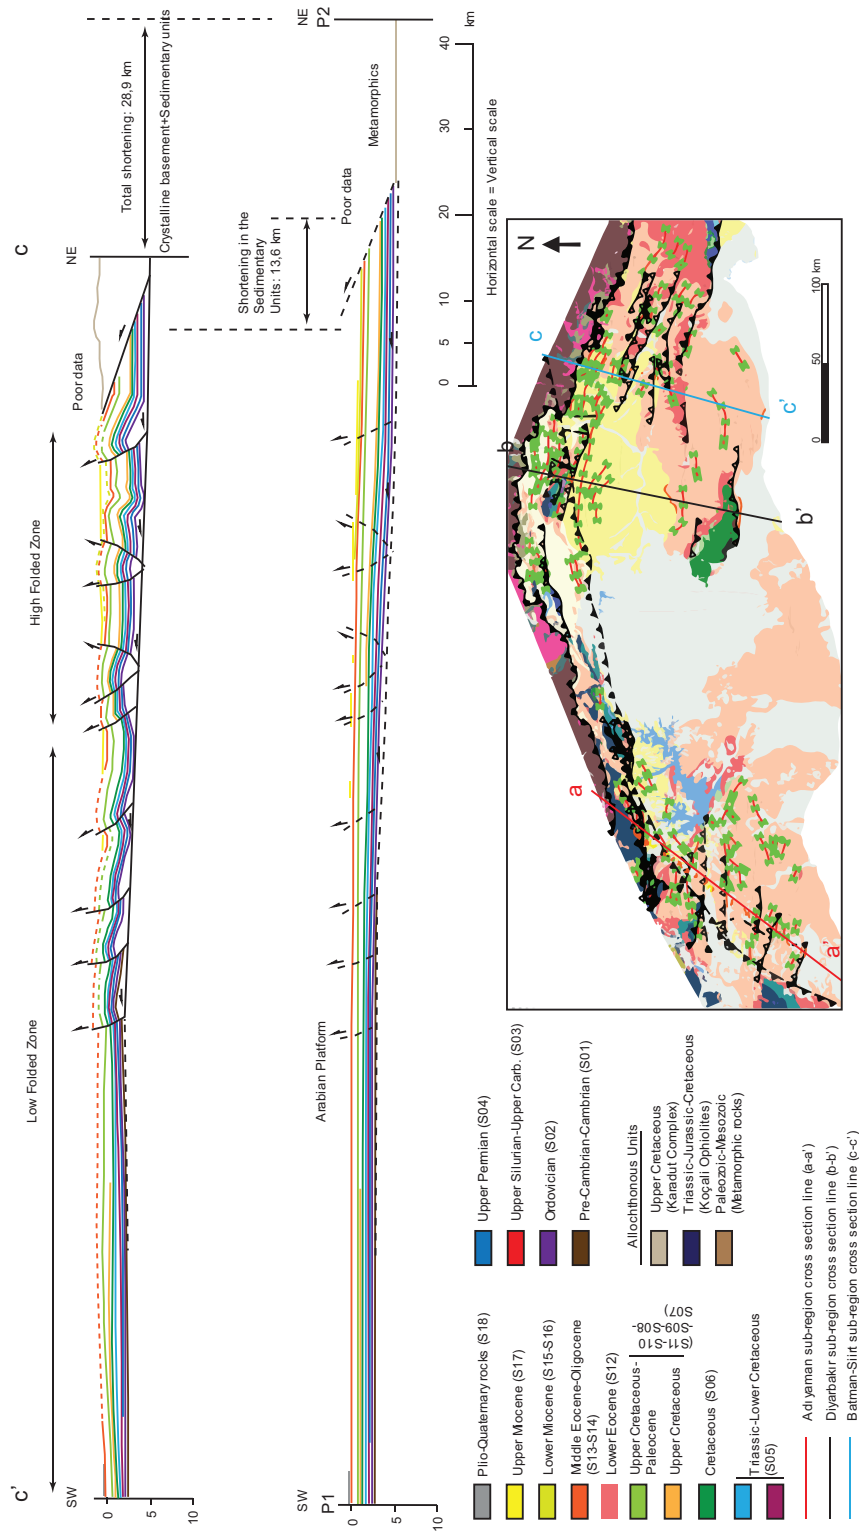 c'
c
Low Folded Zone
High Folded Zone
Poor data
SW
NE
0
5
10
Total shortening: 28,9 km
Crystalline basement+Sedimentary units
Shortening in the
Sedimentary
Units: 13,6 km
SW
P1
NE
P2
0
5
10
Arabian Platform
Poor data
Metamorphics
0
5
10
20
30
40
km
Horizontal scale = Vertical scale
Plio-Quaternary rocks (S18)
Upper Miocene (S17)
Lower Miocene (S15-S16)
Middle Eocene-Oligocene
(S13-S14)
Lower Eocene (S12)
Upper Cretaceous -
Paleocene
Upper Cretaceous
(S11-S10
-S09-S08-
S07)
Cretaceous (S06)
Triassic-Lower Cretaceous
(S05)
Upper Permian (S04)
Upper Silurian-Upper Carb. (S03)
Ordovician (S02)
Pre-Cambrian-Cambrian (S01)
Allochthonous Units
Upper Cretaceous
(Karadut Complex)
Triassic-Jurassic-Cretaceous
(Koçali Ophiolites)
Paleozoic-Mesozoic
(Metamorphic rocks)
Adıyaman sub-region cross section line (a-a')
Diyarbakır sub-region cross section line (b-b')
Batman-Siirt sub-region cross section line (c-c')
N
a
a'
b
b'
c
c'
0
50
100 km